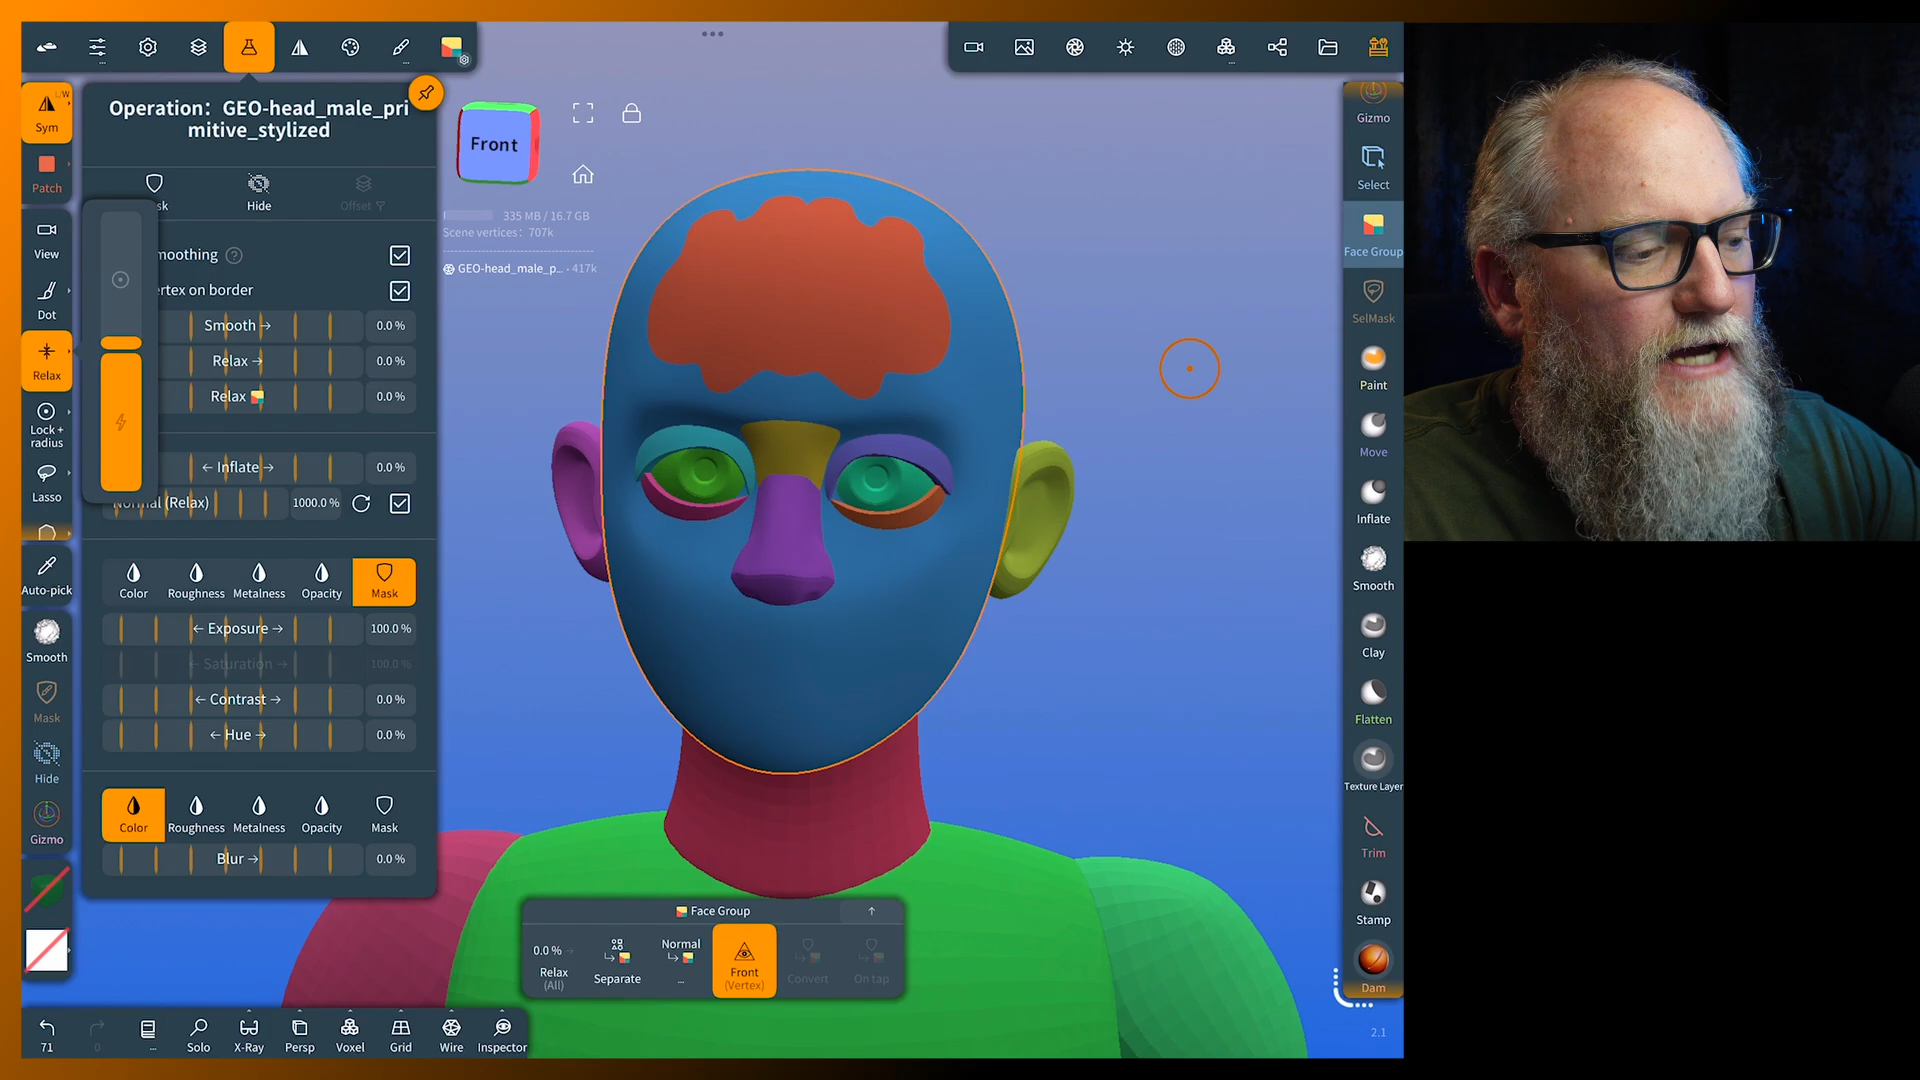 Operation: GEO-head_male_pri
mitive_stylized
Hide
Offset
moothing ?
ertex on border
Smooth 0.0 %
Relax 0.0 %
Relax 0.0 %
Inflate 0.0 %
(Relax) 1000.0 %
Color Roughness Metalness Opacity Mask
Exposure 100.0 %
Saturation 100.0 %
Contrast 0.0 %
Hue 0.0 %
Color Roughness Metalness Opacity Mask
Blur 0.0 %
L/W
Sym
Patch
View
Dot
Relax
Lock +
radius
Lasso
Auto-pick
Smooth
Mask
Hide
Gizmo
71 0 ... Solo X-Ray Persp Voxel Grid Wire Inspector
Front
335 MB / 16.7 GB
Scene vertices: 707k
GEO-head_male_p... · 417k
Face Group
0.0 %
Relax
(All)
Separate
Normal
...
Front
(Vertex)
Convert
On tap
Gizmo
Select
Face Group
SelMask
Paint
Move
Inflate
Smooth
Clay
Flatten
Texture Layer
Trim
Stamp
Dam
2.1